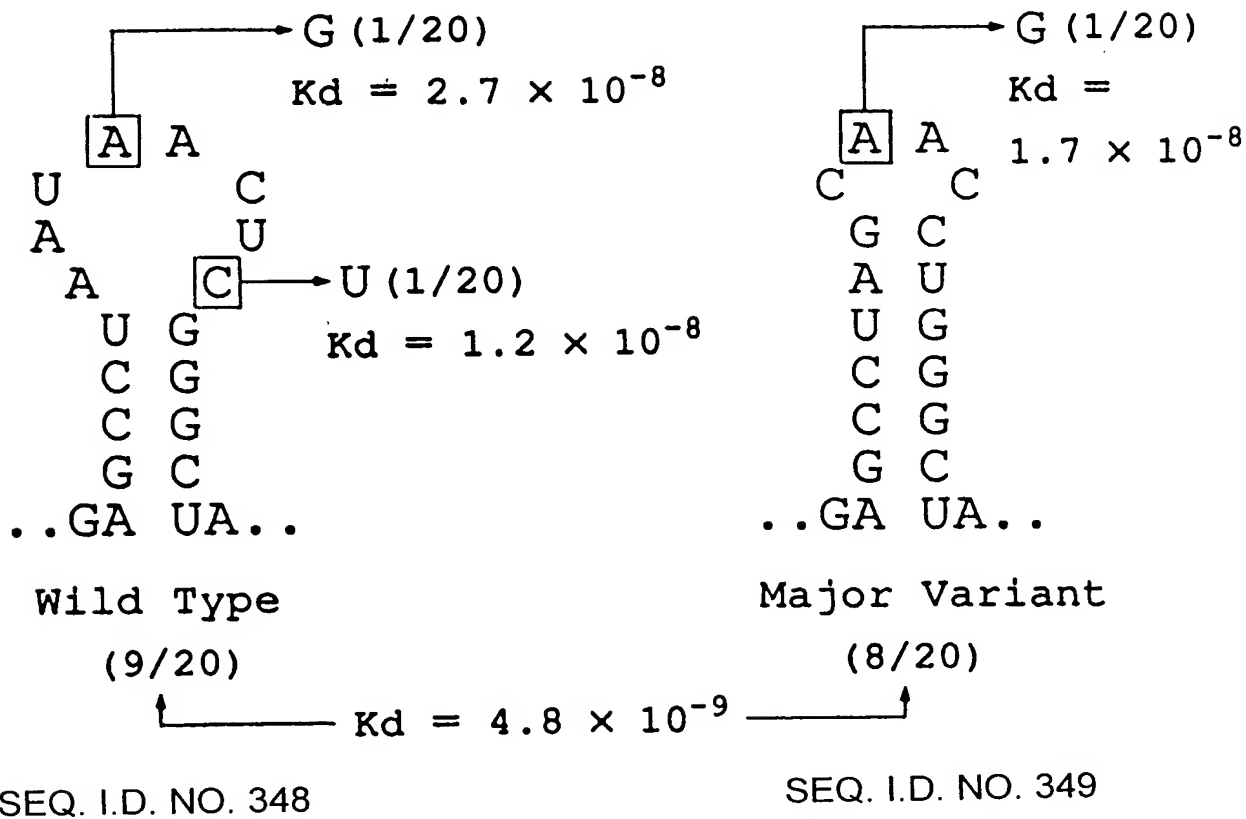 G (1/20) G (1/20)
Kd = 2.7 × 10⁻⁸ Kd =
A A A A 1.7 × 10⁻⁸
U C C C
A U G C
A C U (1/20) A U
U G Kd = 1.2 × 10⁻⁸ U G
C G C G
C G C G
G C G C
..GA UA.. ..GA UA..
Wild Type Major Variant
(9/20) (8/20)
Kd = 4.8 × 10⁻⁹
SEQ. I.D. NO. 348 SEQ. I.D. NO. 349